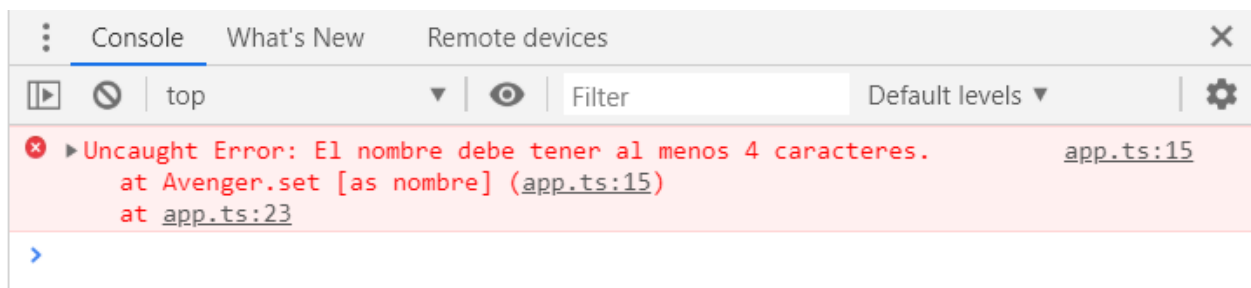 Console What's New Remote devices
top Filter Default levels
Uncaught Error: El nombre debe tener al menos 4 caracteres. app.ts:15
at Avenger.set [as nombre] (app.ts:15)
at app.ts:23